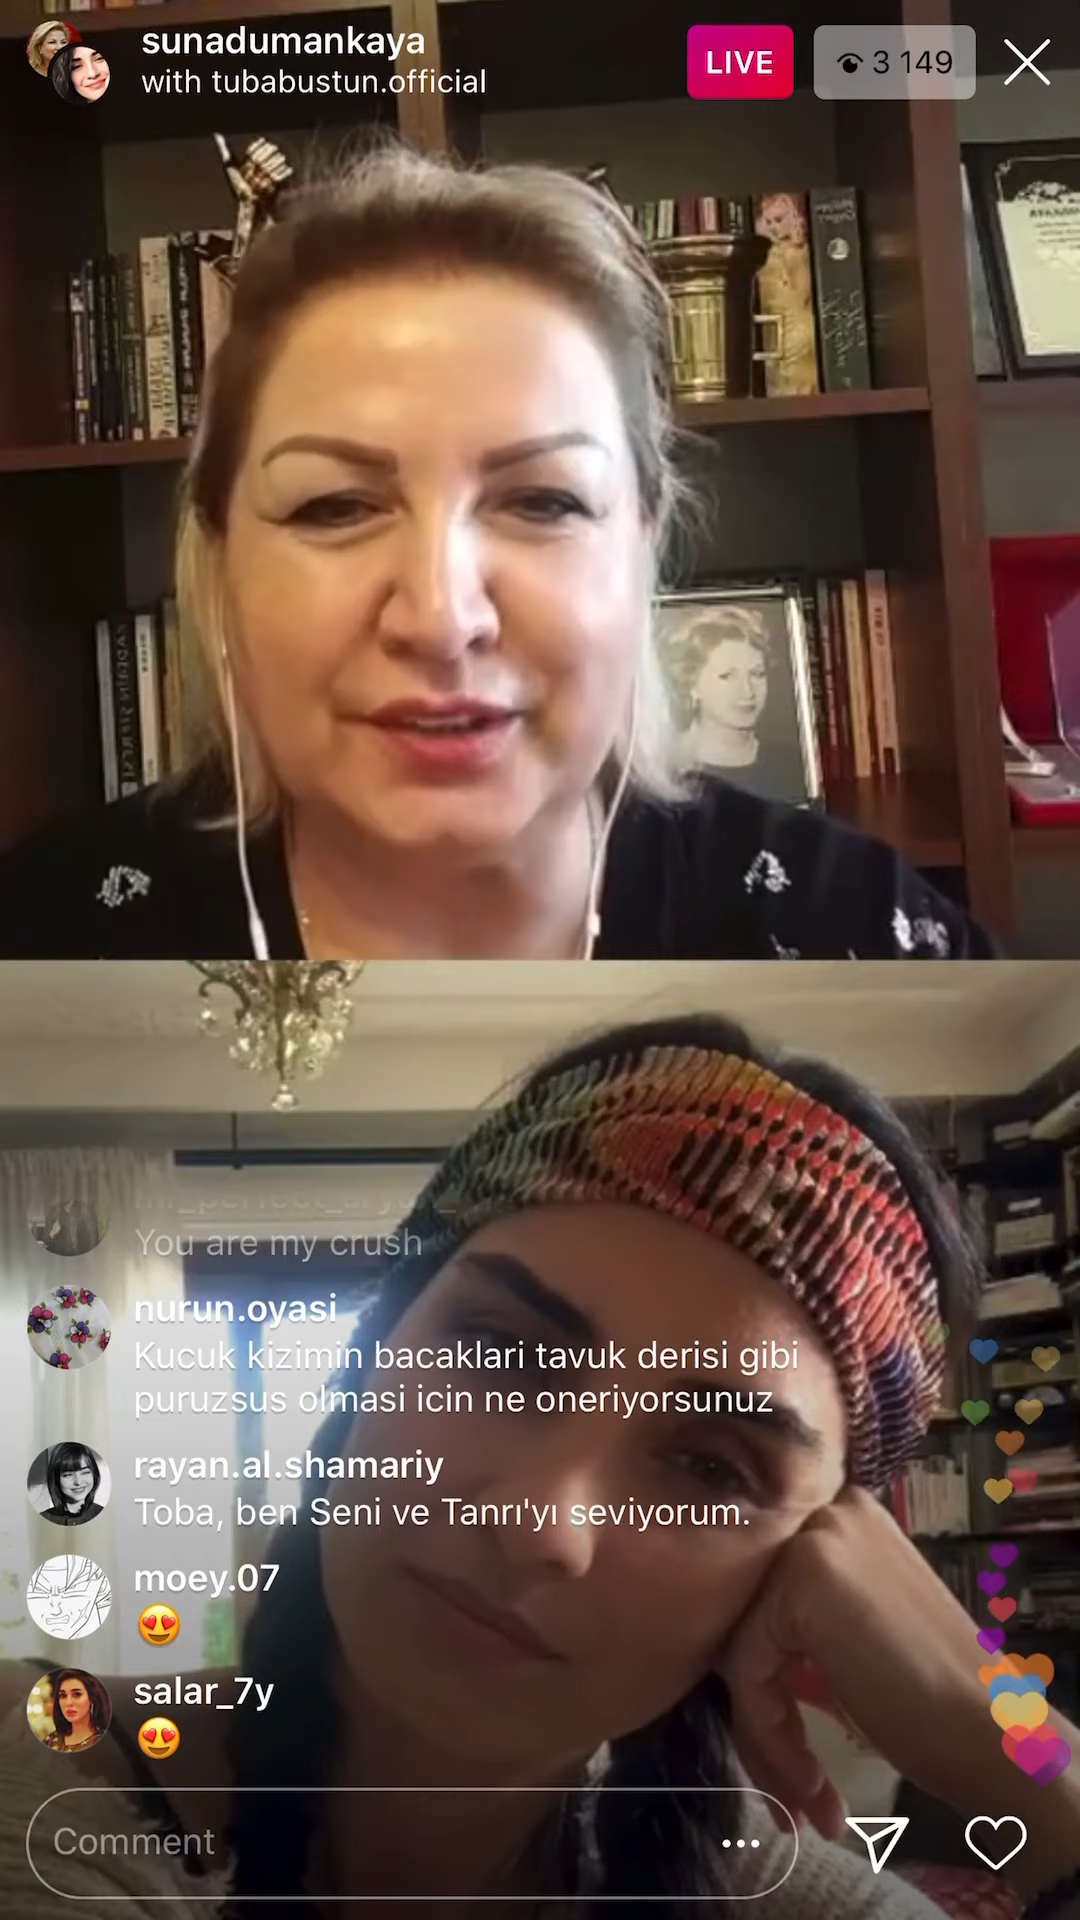 sunadumankaya
with tubabustun.official
LIVE
3 149
You are my crush
nurun.oyasi
Kucuk kizimin bacaklari tavuk derisi gibi
puruzsus olmasi icin ne oneriyorsunuz
rayan.al.shamariy
Toba, ben Seni ve Tanrı'yı seviyorum.
moey.07
😍
salar_7y
😍
Comment